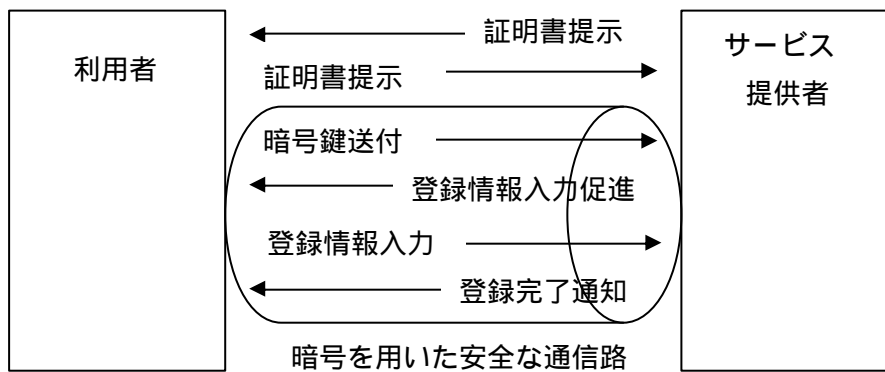 証明書提示
サービス
提供者
利用者
証明書提示
暗号鍵送付
登録情報入力促進
登録情報入力
登録完了通知
暗号を用いた安全な通信路